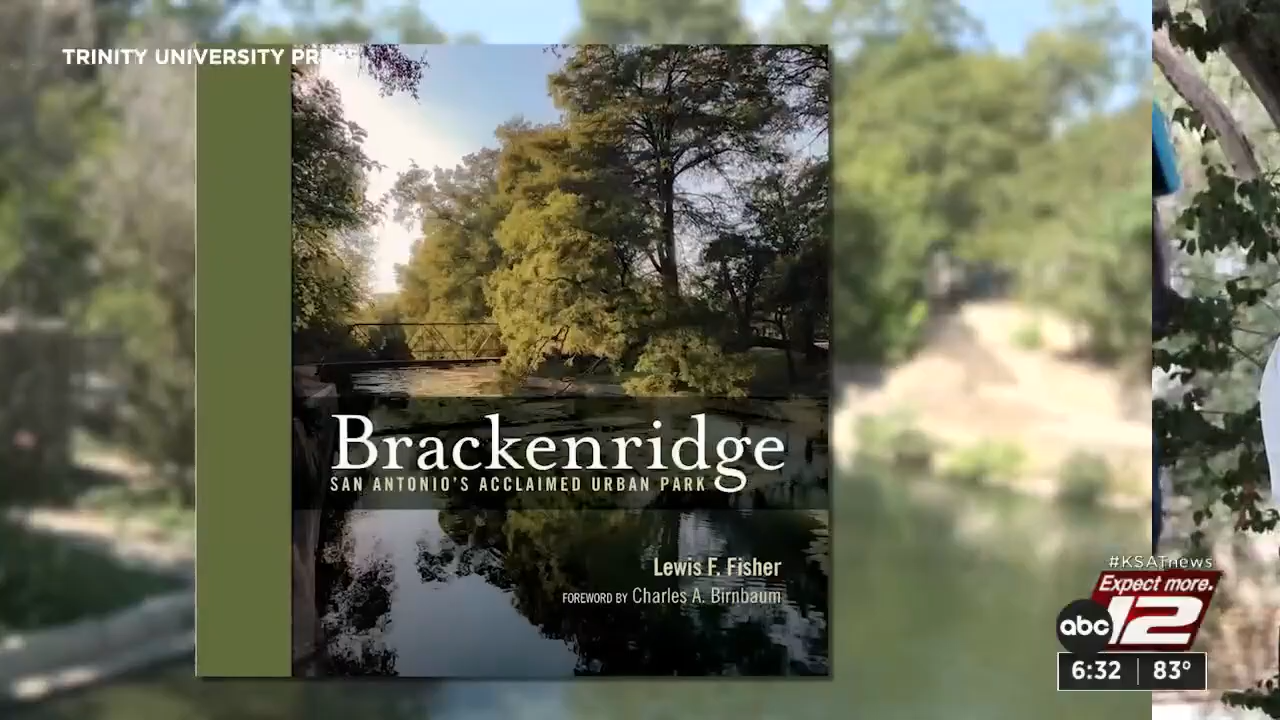 TRINITY UNIVERSITY PRESS
Brackenridge
SAN ANTONIO'S ACCLAIMED URBAN PARK
Lewis F. Fisher
FOREWORD BY Charles A. Birnbaum
#KSATnews
Expect more.
abc 12
6:32 83°